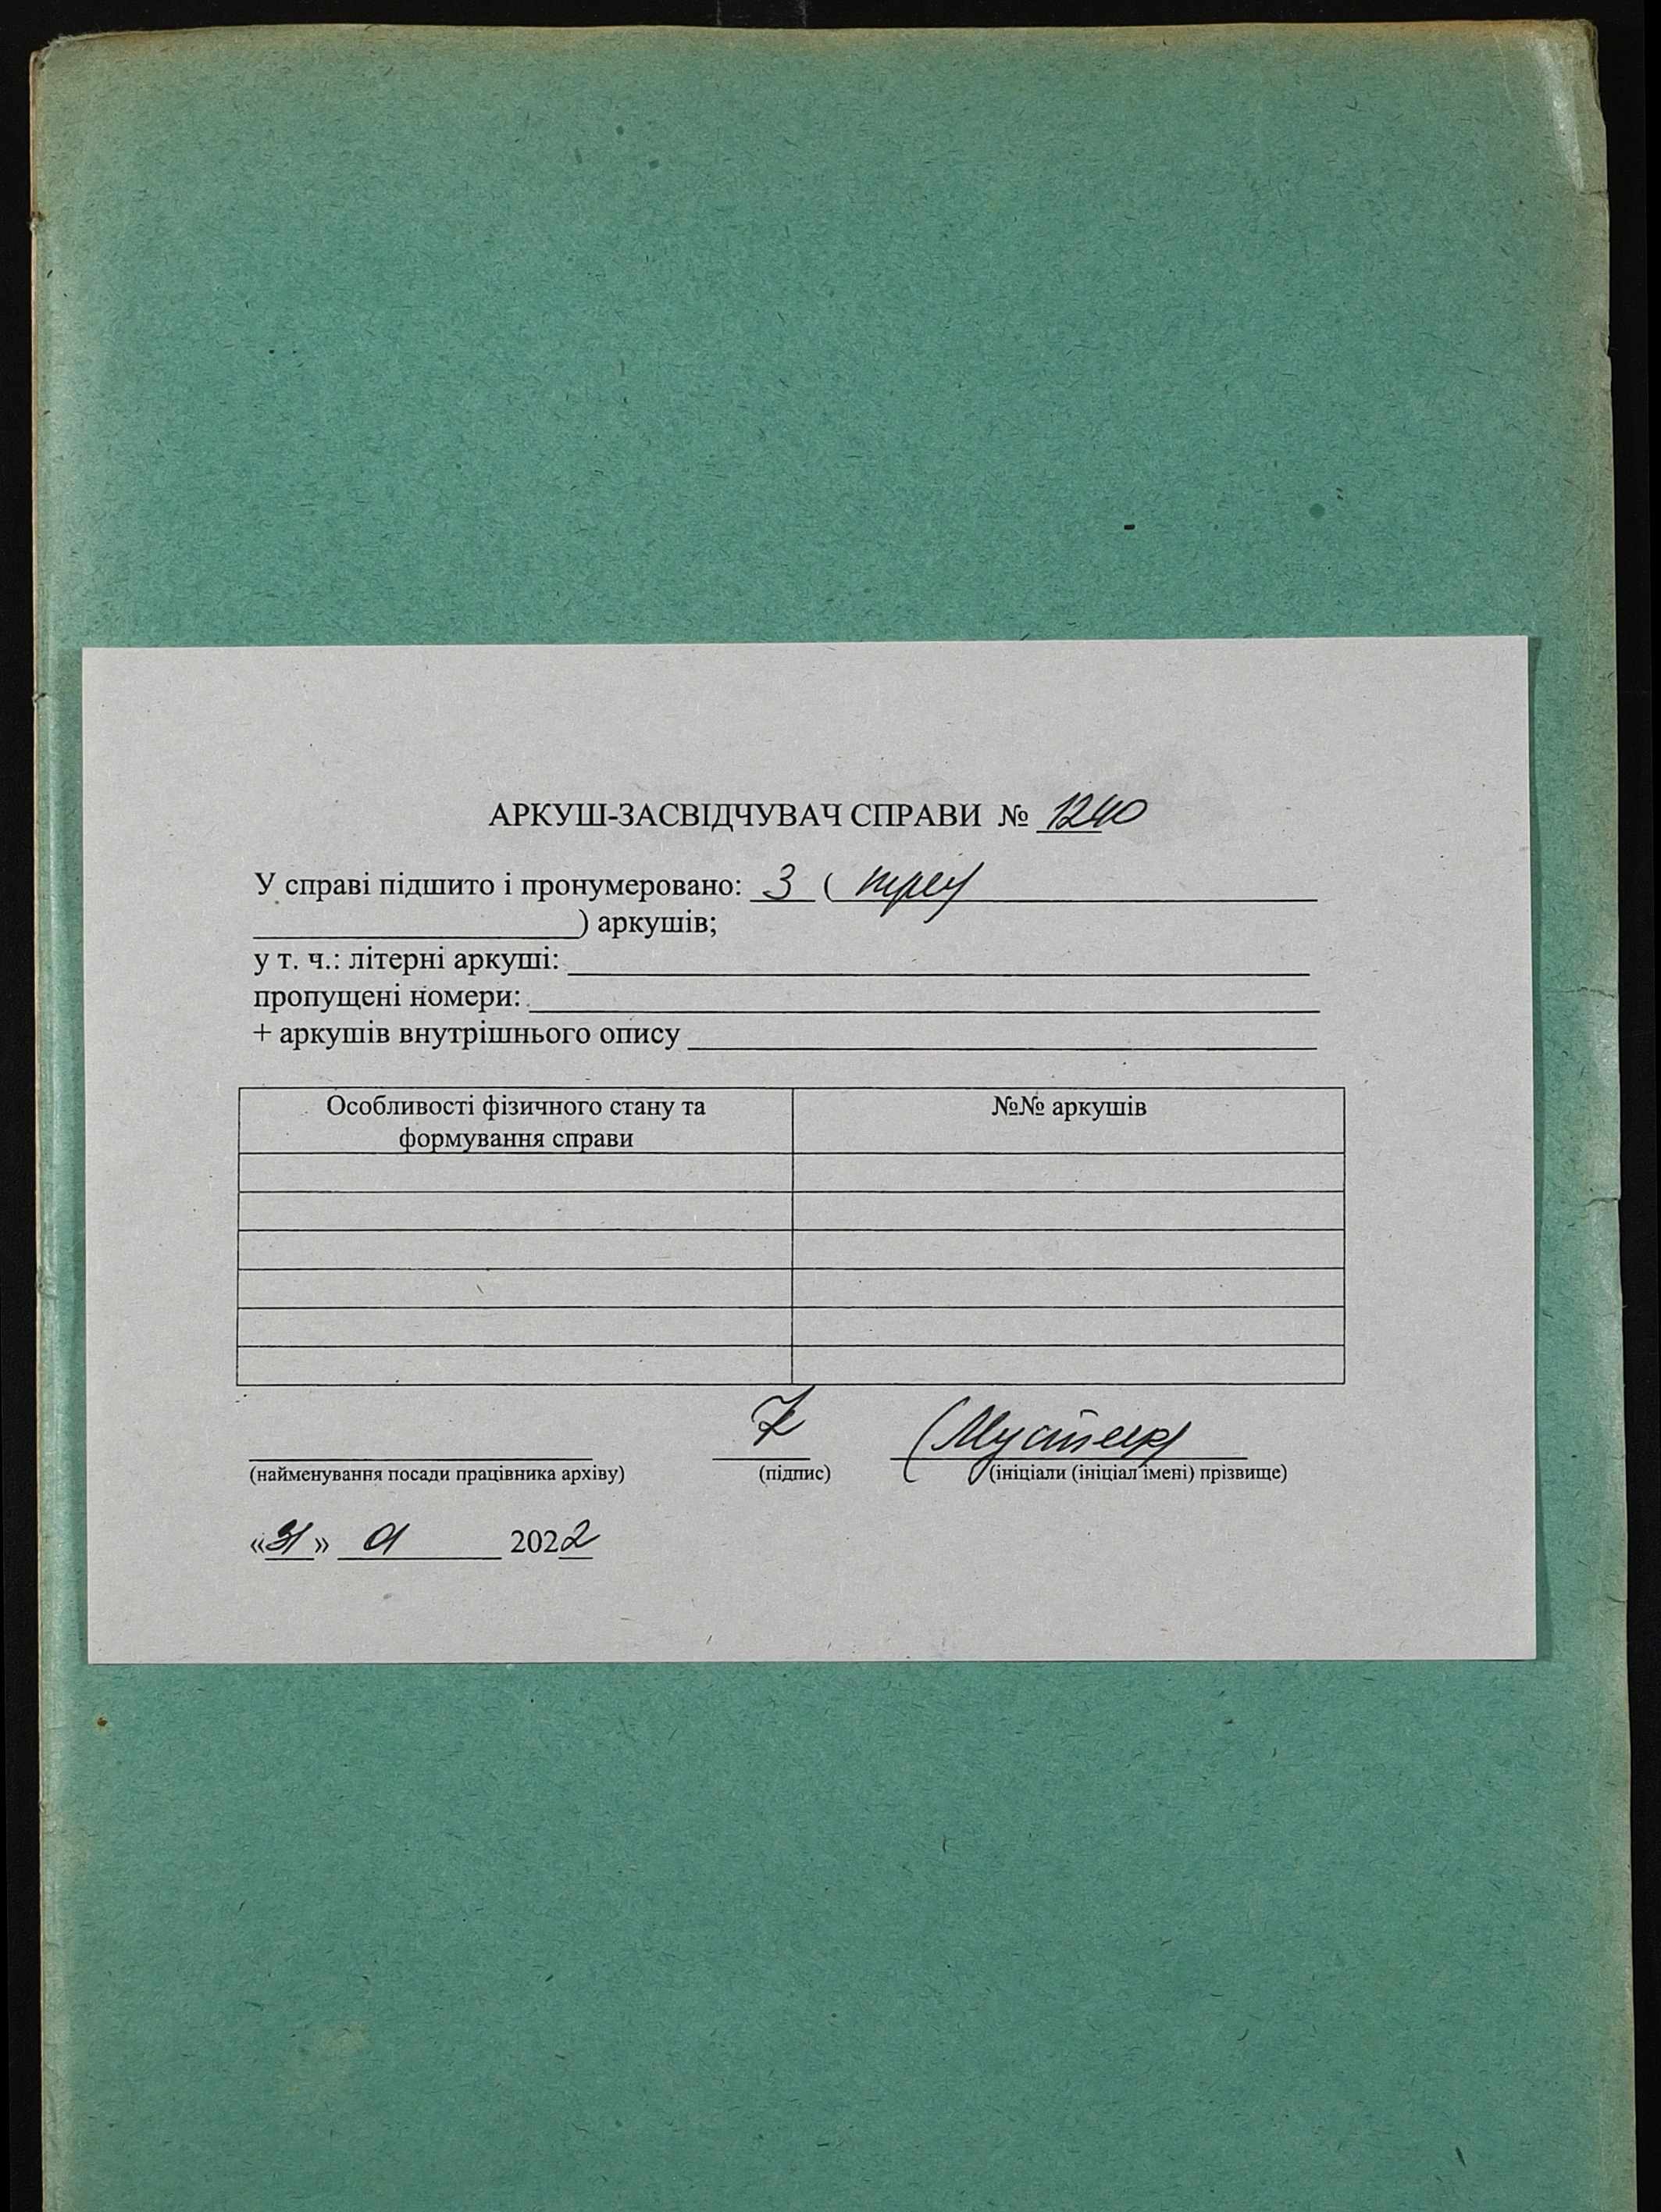 АРКУШ-ЗАСВІДЧУВАЧ СПРАВИ № 1240
У справі підшито і пронумеровано: 3 ( три
) аркушів;
у т. ч.: літерні аркуші:
пропущені номери:
+ аркушів внутрішнього опису
Особливості фізичного стану та
формування справи
№№ аркушів
(найменування посади працівника архіву)
(підпис)
(ініціали (ініціал імені) прізвище)
«31» 01 2022